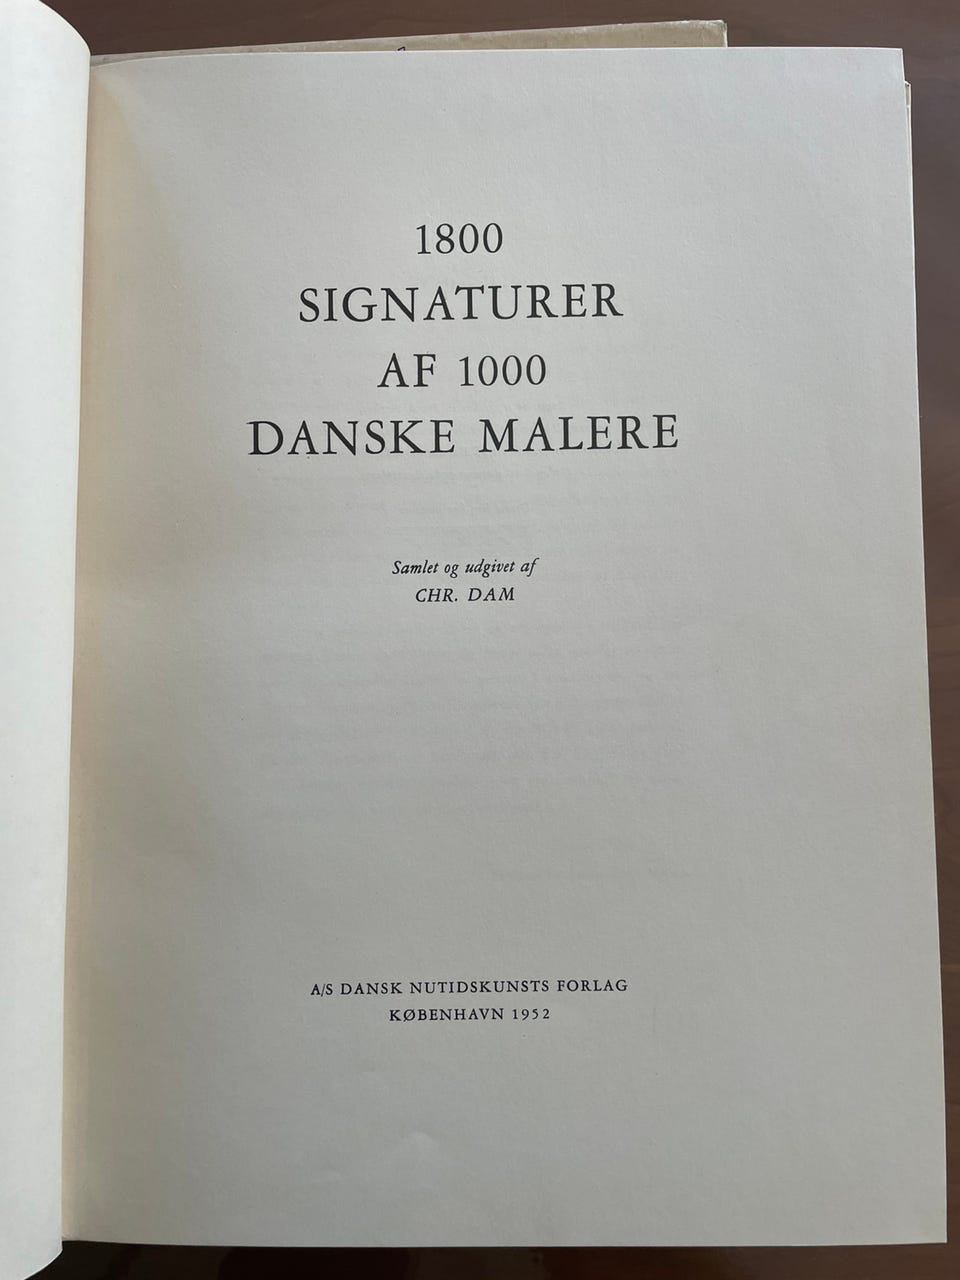 1800
SIGNATURER
AF 1000
DANSKE MALERE
Samlet og udgivet af
CHR. DAM
A/S DANSK NUTIDSKUNSTS FORLAG
KØBENHAVN 1952